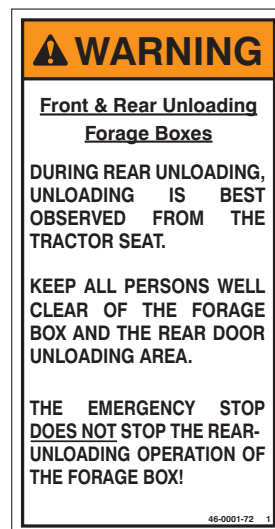 WARNING
Front & Rear Unloading
Forage Boxes
DURING REAR UNLOADING,
UNLOADING IS BEST
OBSERVED FROM THE
TRACTOR SEAT.
KEEP ALL PERSONS WELL
CLEAR OF THE FORAGE
BOX AND THE REAR DOOR
UNLOADING AREA.
THE EMERGENCY STOP
DOES NOT STOP THE REAR-
UNLOADING OPERATION OF
THE FORAGE BOX!
46-0001-72 1